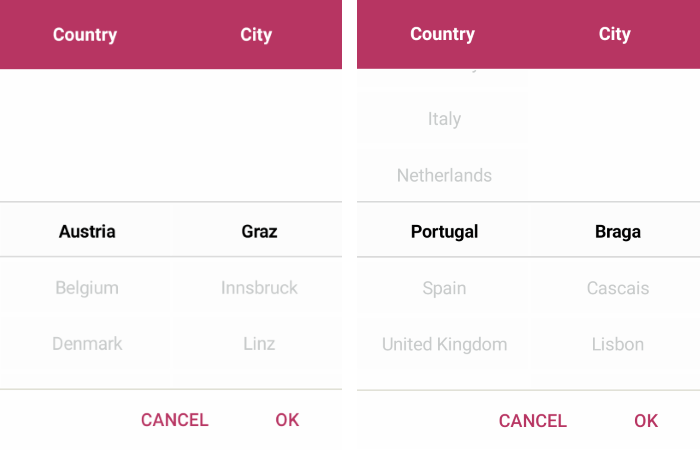 Country City
Austria Graz
Belgium Innsbruck
Denmark Linz
CANCEL OK
Country City
Italy
Netherlands
Portugal Braga
Spain Cascais
United Kingdom Lisbon
CANCEL OK